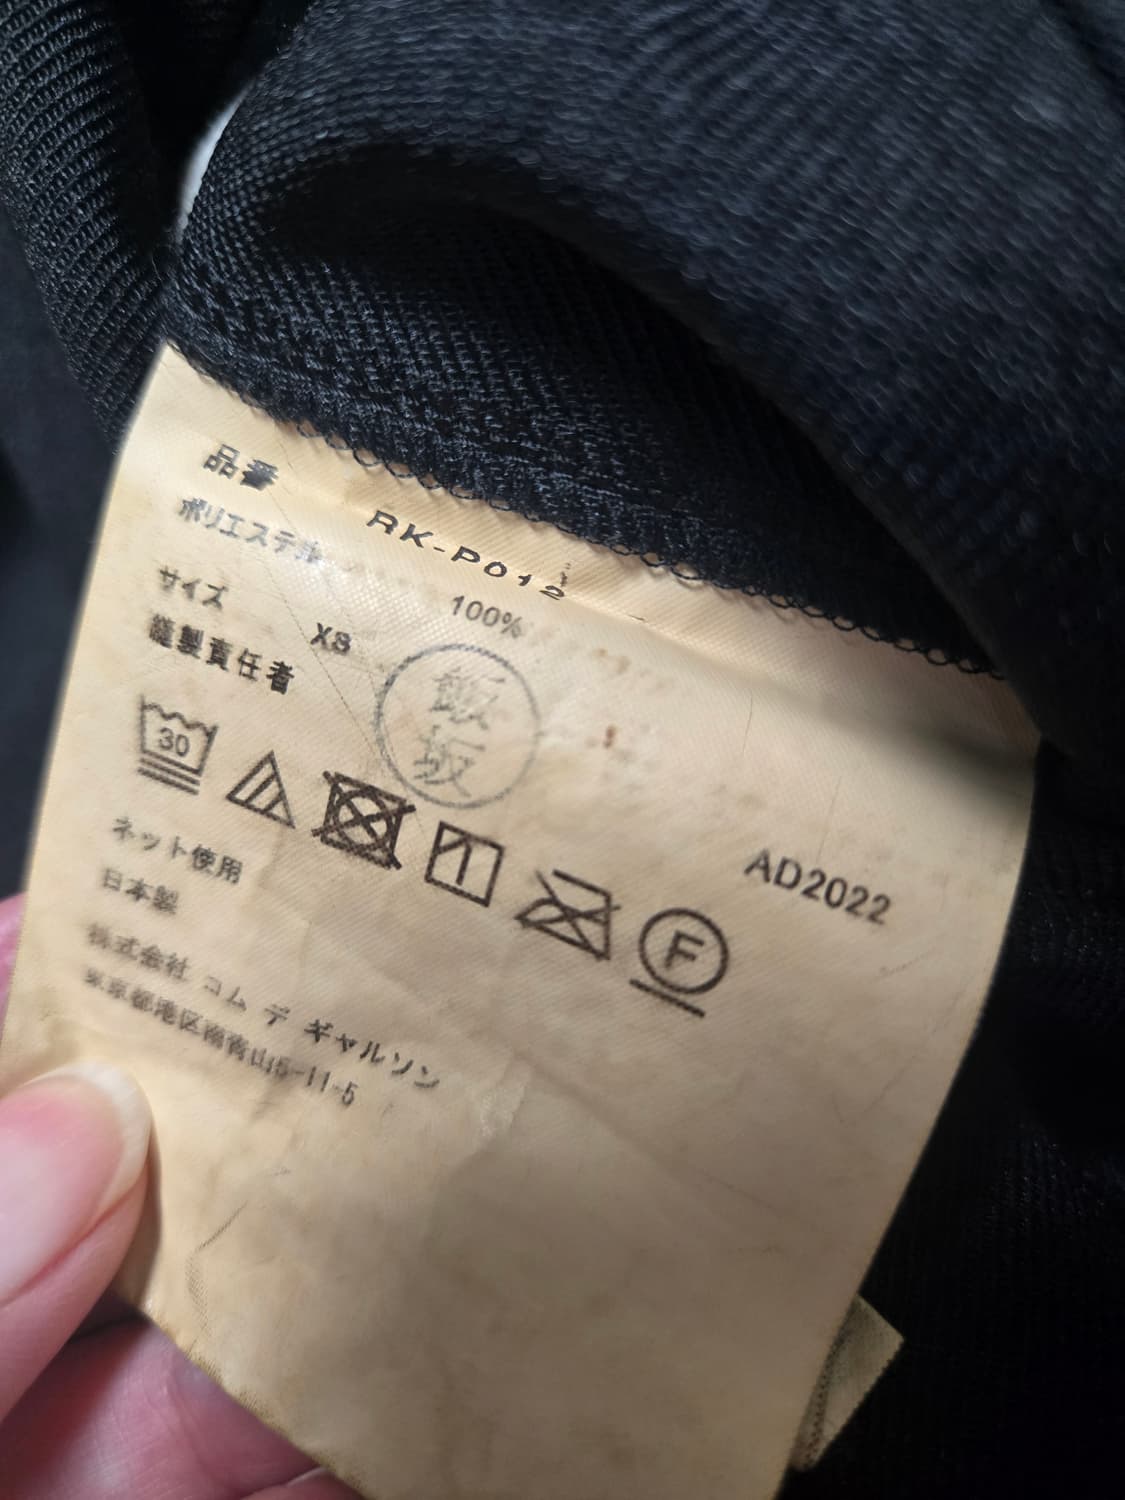 品番 RK-P012
ポリエステル 100%
サイズ XS
縫製責任者 飯坂
30
F
AD2022
ネット使用
日本製
株式会社 コム デ ギャルソン
東京都港区南青山5-11-5